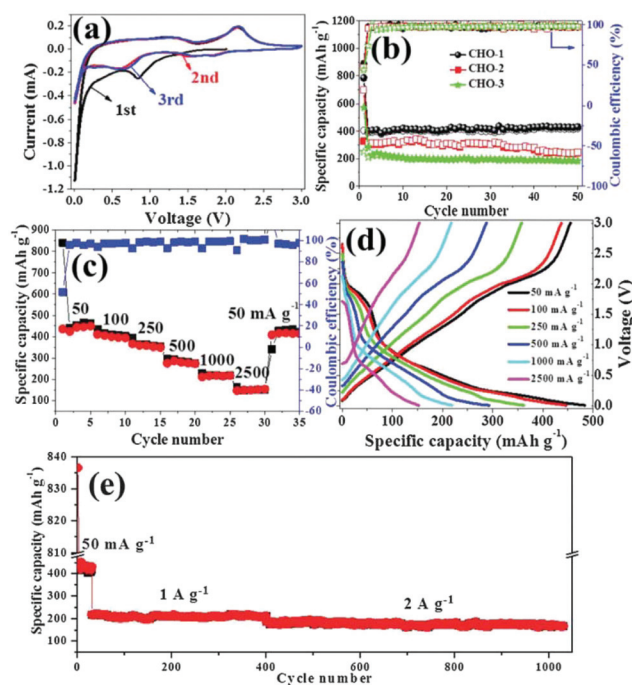 (a)
Current (mA)
0.4
0.2
0.0
-0.2
-0.4
-0.6
-0.8
-1.0
-1.2
1st
2nd
3rd
0.0 0.5 1.0 1.5 2.0 2.5 3.0
Voltage (V)
(b)
Specific capacity (mAh g⁻¹)
1200
1000
800
600
400
200
0
CHO-1
CHO-2
CHO-3
100
50
0
-50
-100
Coulombic efficiency (%)
0 10 20 30 40 50
Cycle number
(c)
Specific capacity (mAh g⁻¹)
900
800
700
600
500
400
300
200
100
50
100
250
500
1000
2500
50 mA g⁻¹
100
80
60
40
20
0
-20
-40
-60
Coulombic efficiency (%)
0 5 10 15 20 25 30 35
Cycle number
(d)
50 mA g⁻¹
100 mA g⁻¹
250 mA g⁻¹
500 mA g⁻¹
1000 mA g⁻¹
2500 mA g⁻¹
3.0
2.5
2.0
1.5
1.0
0.5
0.0
Voltage (V)
0 100 200 300 400 500
Specific capacity (mAh g⁻¹)
(e)
Specific capacity (mAh g⁻¹)
840
830
820
810
400
300
200
100
50 mA g⁻¹
1 A g⁻¹
2 A g⁻¹
0 200 400 600 800 1000
Cycle number